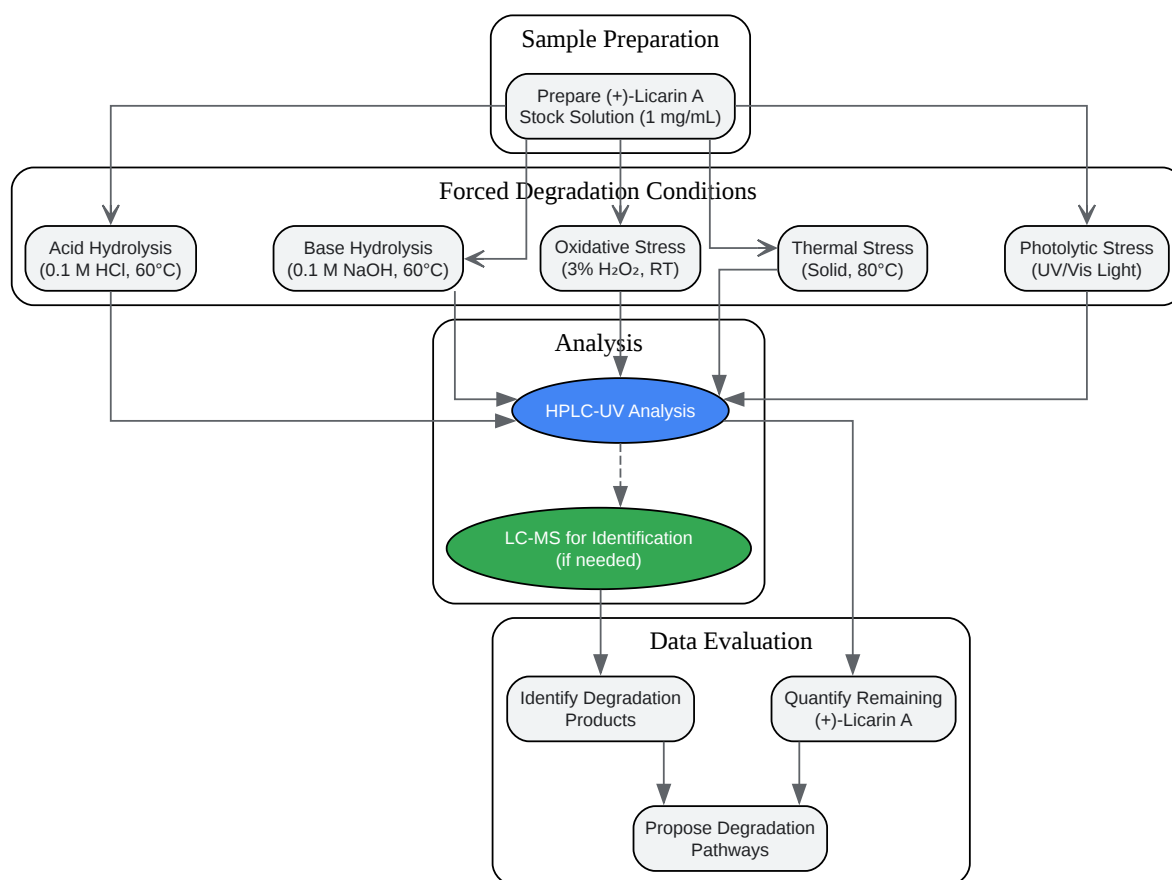 Sample Preparation
Prepare (+)-Licarin A
Stock Solution (1 mg/mL)
Forced Degradation Conditions
Acid Hydrolysis
(0.1 M HCl, 60°C)
Base Hydrolysis
(0.1 M NaOH, 60°C)
Oxidative Stress
(3% H₂O₂, RT)
Thermal Stress
(Solid, 80°C)
Photolytic Stress
(UV/Vis Light)
Analysis
HPLC-UV Analysis
LC-MS for Identification
(if needed)
Data Evaluation
Identify Degradation
Products
Quantify Remaining
(+)-Licarin A
Propose Degradation
Pathways